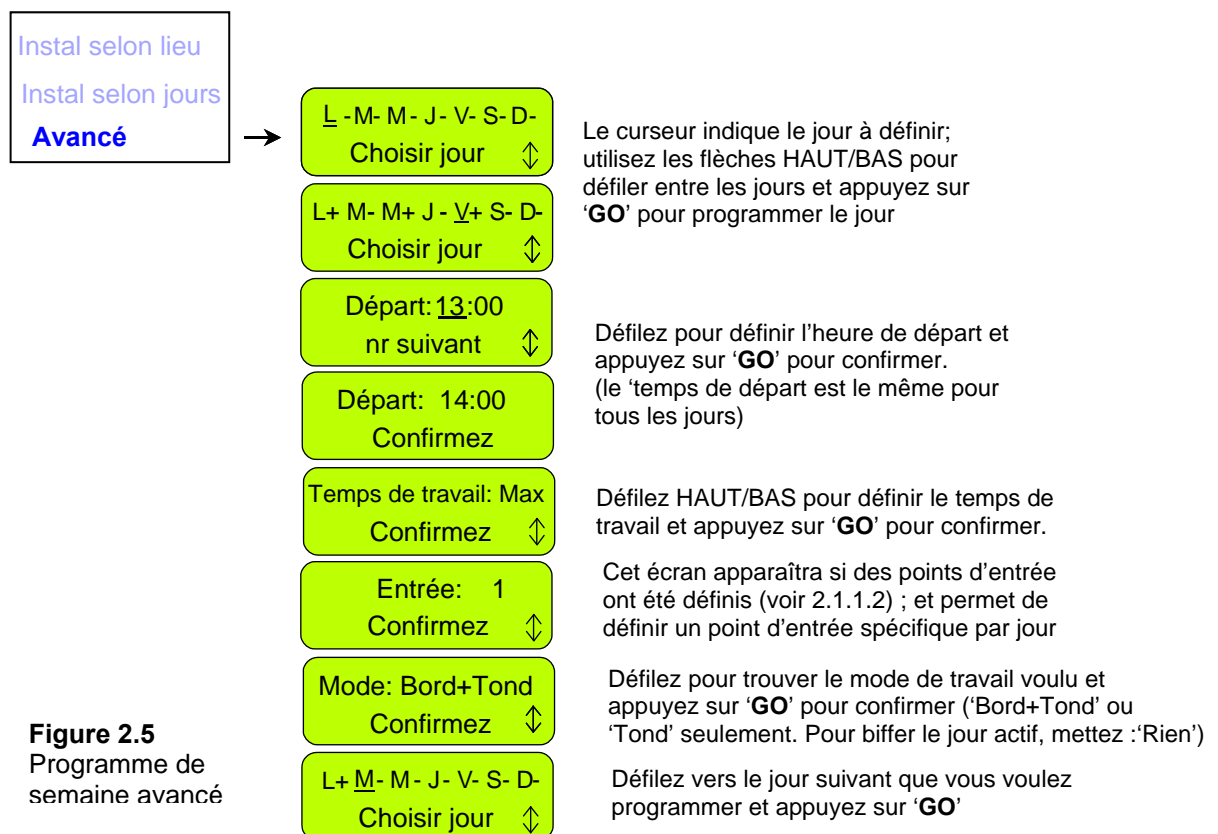 Instal selon lieu
Instal selon jours
Avancé
L -M- M - J - V- S- D-
Choisir jour
Le curseur indique le jour à définir;
utilisez les flèches HAUT/BAS pour
défiler entre les jours et appuyez sur
‘GO’ pour programmer le jour
L+ M- M+ J - V+ S- D-
Choisir jour
Départ: 13:00
nr suivant
Défilez pour définir l’heure de départ et
appuyez sur ‘GO’ pour confirmer.
(le ‘temps de départ est le même pour
tous les jours)
Départ: 14:00
Confirmez
Temps de travail: Max
Confirmez
Défilez HAUT/BAS pour définir le temps de
travail et appuyez sur ‘GO’ pour confirmer.
Entrée: 1
Confirmez
Cet écran apparaîtra si des points d’entrée
ont été définis (voir 2.1.1.2) ; et permet de
définir un point d’entrée spécifique par jour
Mode: Bord+Tond
Confirmez
Défilez pour trouver le mode de travail voulu et
appuyez sur ‘GO’ pour confirmer (‘Bord+Tond’ ou
‘Tond’ seulement. Pour biffer le jour actif, mettez :‘Rien’)
Figure 2.5
Programme de
semaine avancé
L+ M- M - J- V- S- D-
Choisir jour
Défilez vers le jour suivant que vous voulez
programmer et appuyez sur ‘GO’